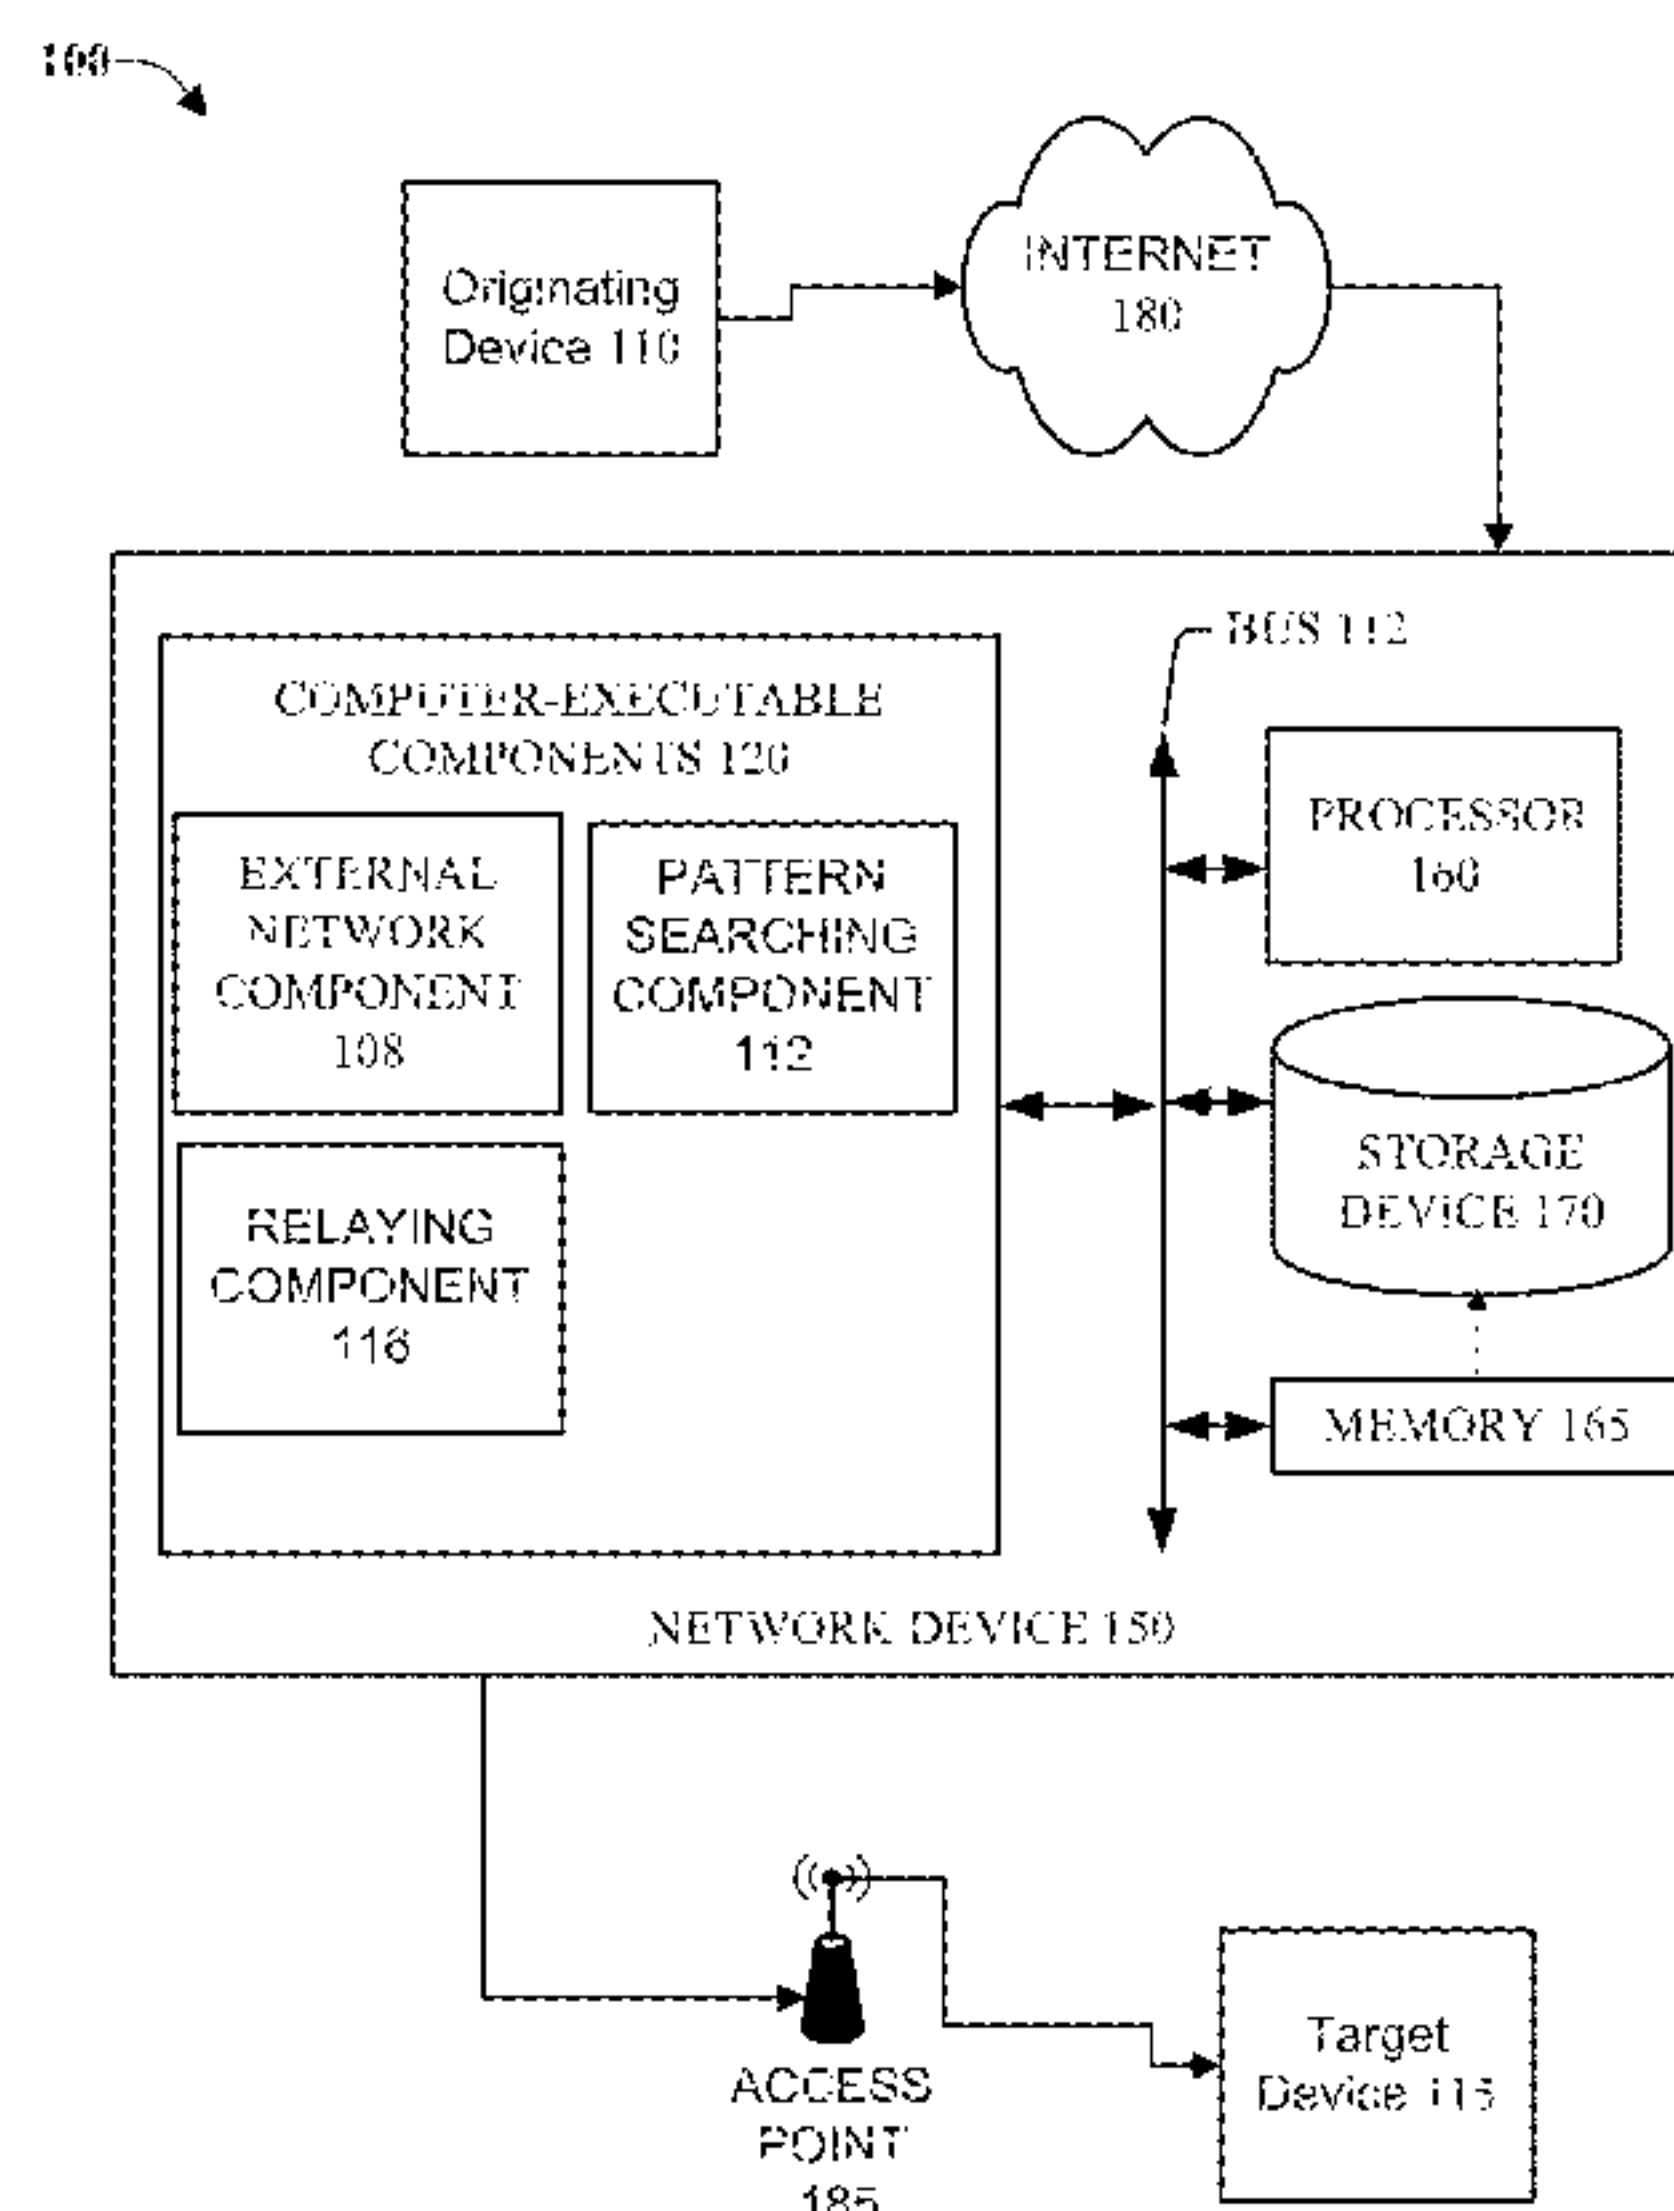 100
Originating
Device 110
INTERNET
180
BUS 112
COMPUTER-EXECUTABLE
COMPONENTS 120
EXTERNAL
NETWORK
COMPONENT
108
PATTERN
SEARCHING
COMPONENT
112
RELAYING
COMPONENT
116
PROCESSOR
160
STORAGE
DEVICE 170
MEMORY 165
NETWORK DEVICE 150
ACCESS
POINT
185
Target
Device 115